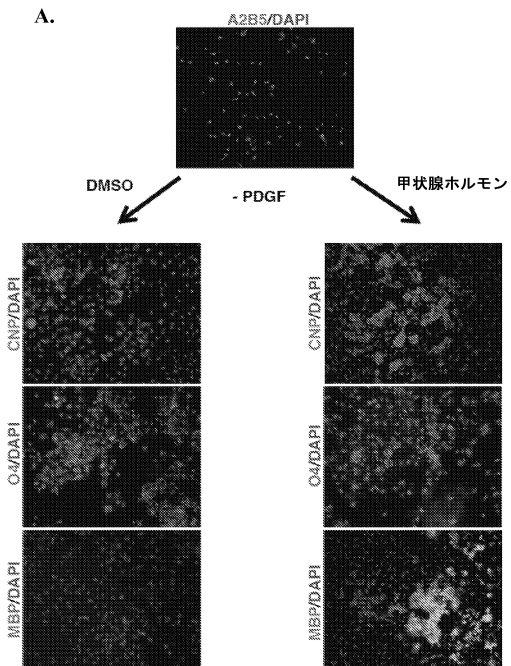 A.
A2B5/DAPI
DMSO
- PDGF
甲状腺ホルモン
CNP/DAPI
CNP/DAPI
O4/DAPI
O4/DAPI
MBP/DAPI
MBP/DAPI